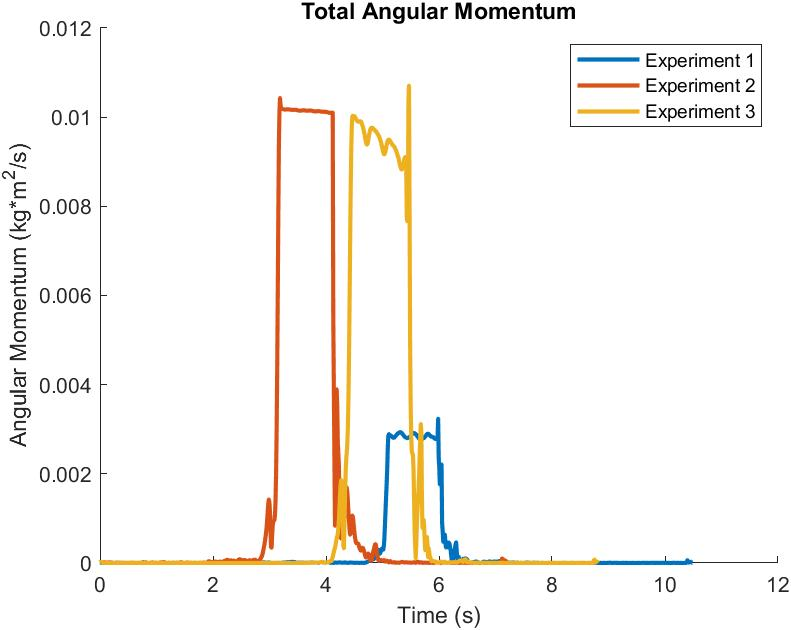 Total Angular Momentum
0.012
0.01
0.008
0.006
0.004
0.002
0
Angular Momentum (kg*m²/s)
Experiment 1
Experiment 2
Experiment 3
0 2 4 6 8 10 12
Time (s)